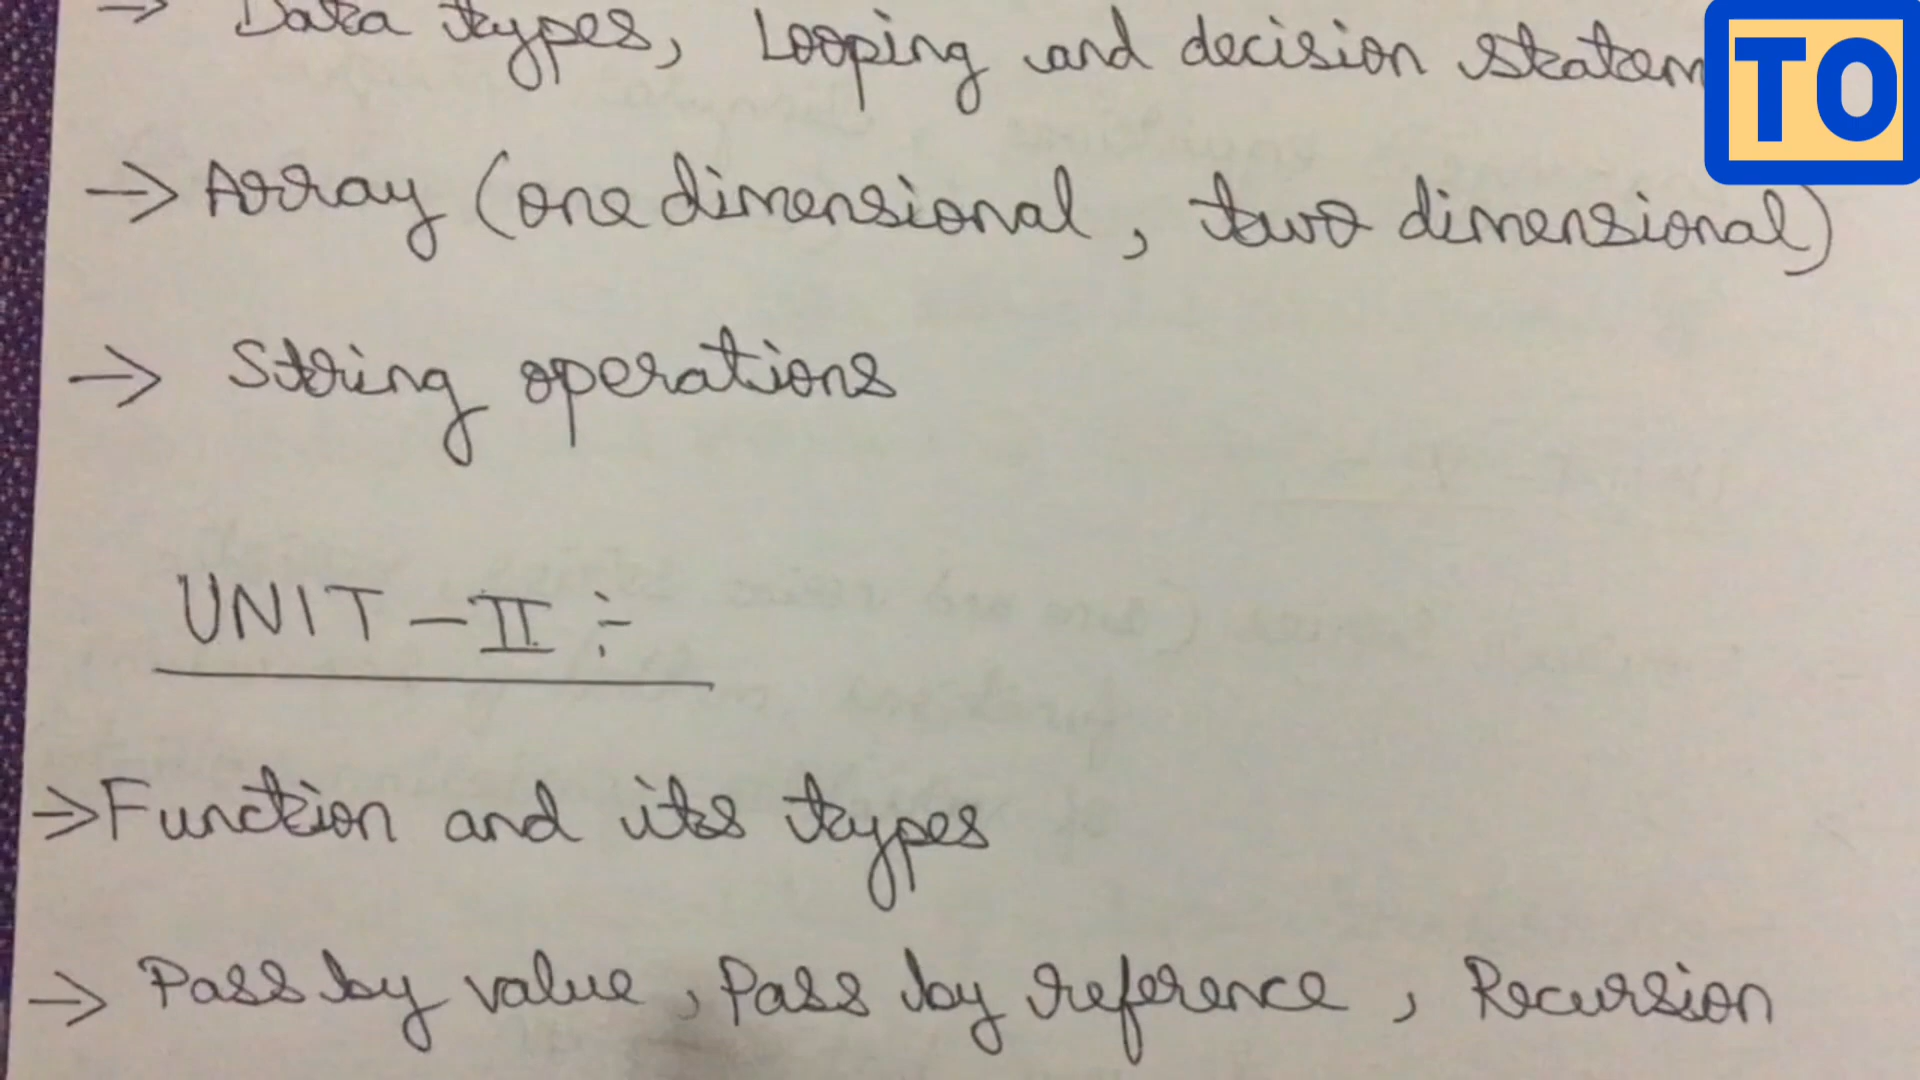 → Data types, Looping and decision statem
TO
→ Array (one dimensional, two dimensional)
→ String operations
UNIT-II :-
→ Function and its types
→ Pass by value, Pass by reference, Recursion